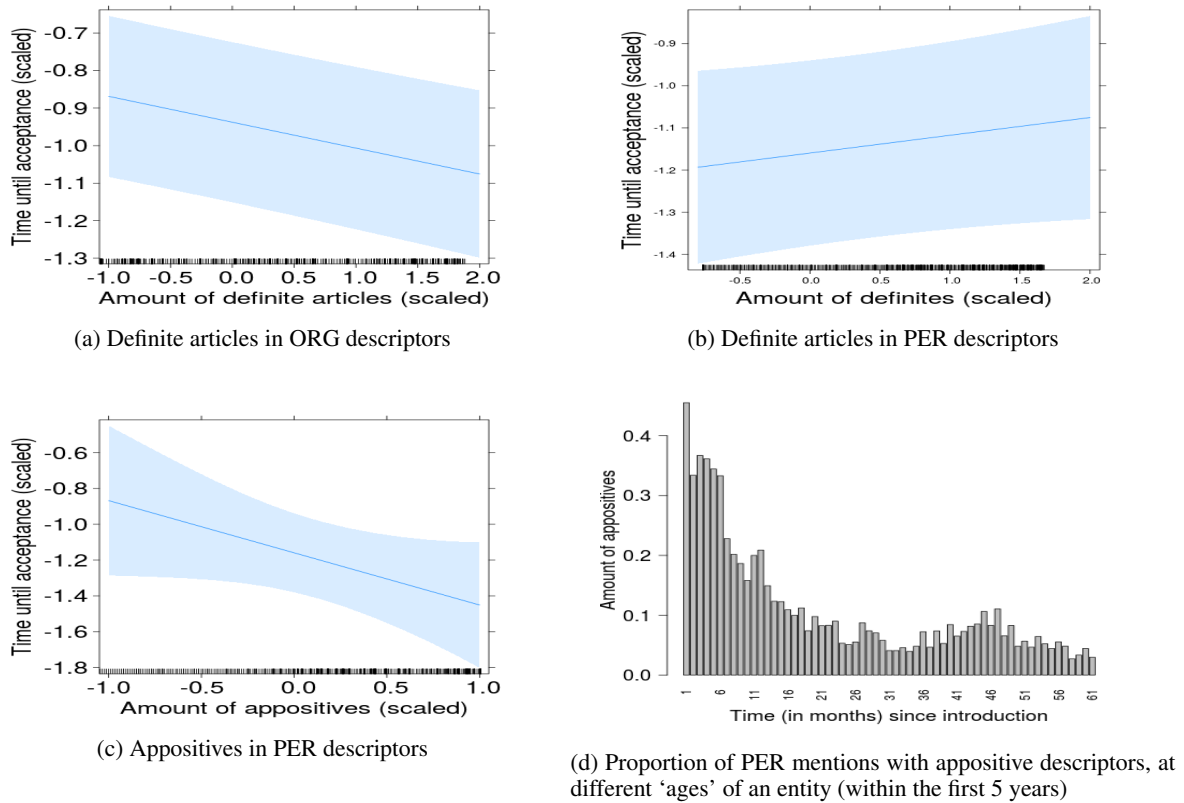 Time until acceptance (scaled)
-0.7
-0.8
-0.9
-1.0
-1.1
-1.2
-1.3
-1.0 -0.5 0.0 0.5 1.0 1.5 2.0
Amount of definite articles (scaled)
(a) Definite articles in ORG descriptors
Time until acceptance (scaled)
-0.9
-1.0
-1.1
-1.2
-1.3
-1.4
-0.5 0.0 0.5 1.0 1.5 2.0
Amount of definites (scaled)
(b) Definite articles in PER descriptors
Time until acceptance (scaled)
-0.6
-0.8
-1.0
-1.2
-1.4
-1.6
-1.8
-1.0 -0.5 0.0 0.5 1.0
Amount of appositives (scaled)
(c) Appositives in PER descriptors
Amount of appositives
0.4
0.3
0.2
0.1
0.0
1 6 11 16 21 26 31 36 41 46 51 56 61
Time (in months) since introduction
(d) Proportion of PER mentions with appositive descriptors, at
different ‘ages’ of an entity (within the first 5 years)